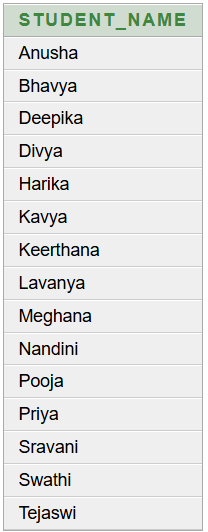 STUDENT_NAME
Anusha
Bhavya
Deepika
Divya
Harika
Kavya
Keerthana
Lavanya
Meghana
Nandini
Pooja
Priya
Sravani
Swathi
Tejaswi